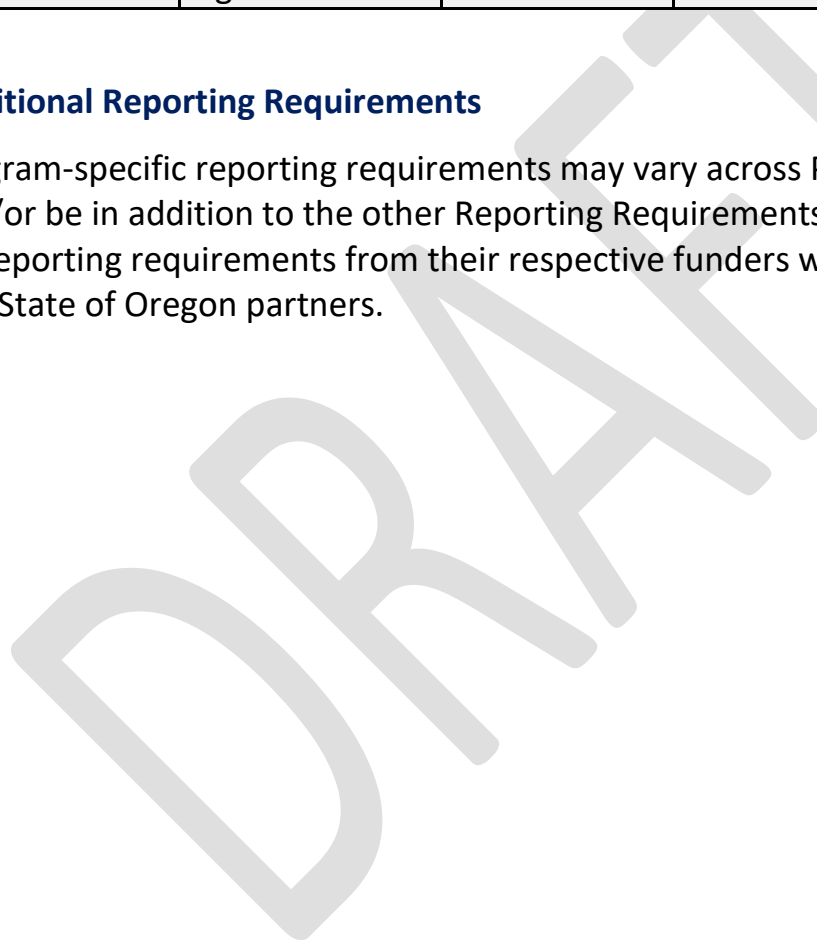 itional Reporting Requirements
gram-specific reporting requirements may vary across
/or be in addition to the other Reporting Requirements
eporting requirements from their respective funders w
State of Oregon partners.
DRAFT